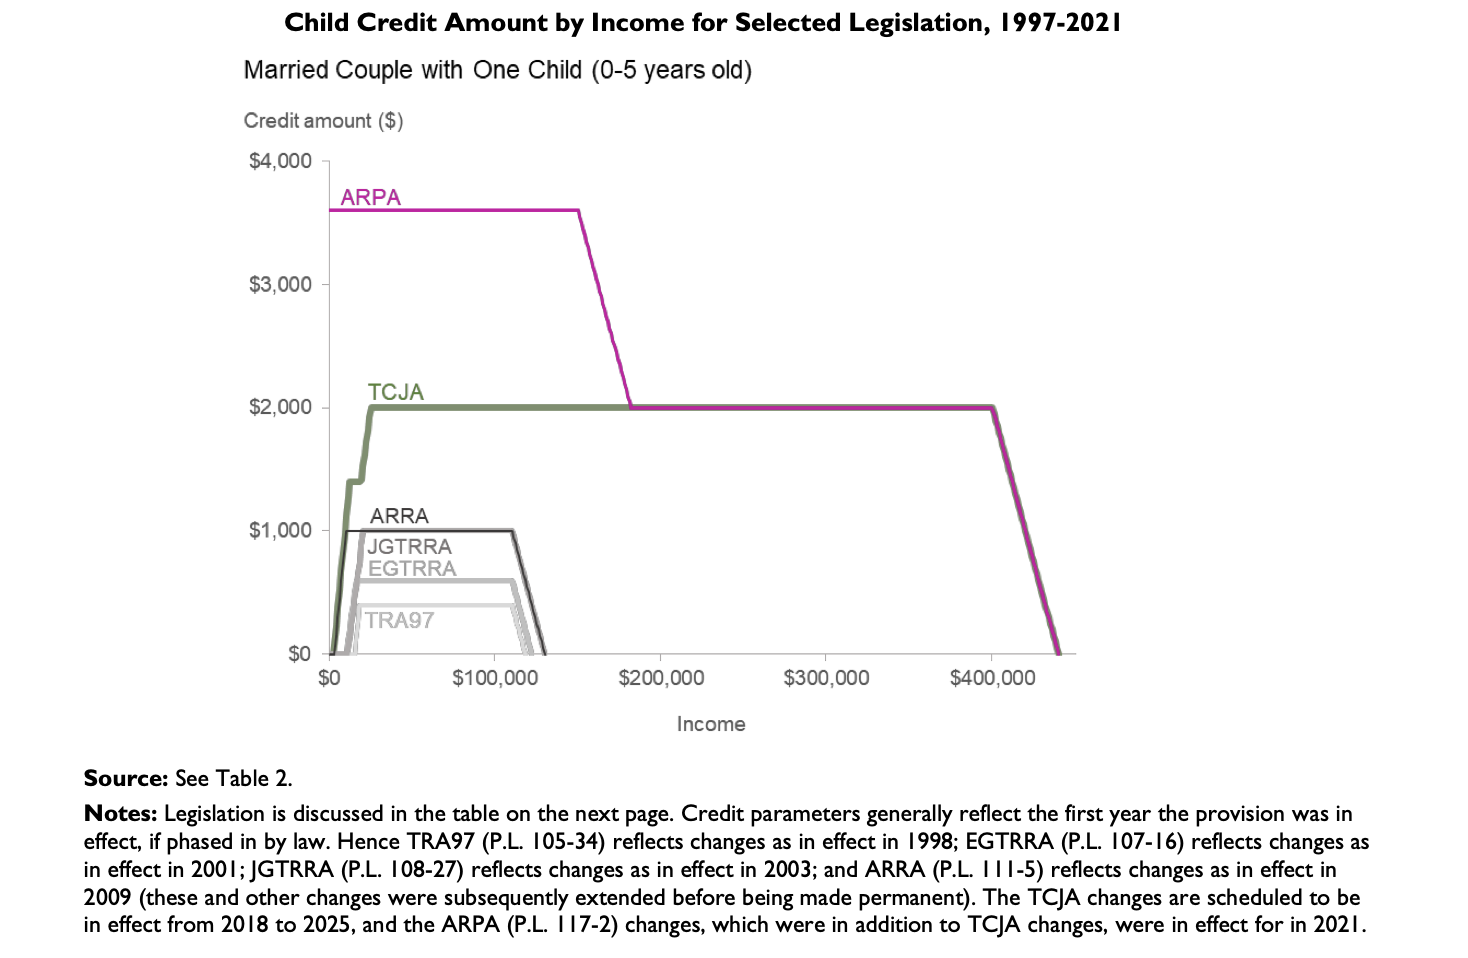 Child Credit Amount by Income for Selected Legislation, 1997-2021
Married Couple with One Child (0-5 years old)
Credit amount ($)
$4,000
ARPA
$3,000
TCJA
$2,000
ARRA
$1,000
JGTRRA
EGTRRA
TRA97
$0
$0
$100,000
$200,000
$300,000
$400,000
Income
Source: See Table 2.
Notes: Legislation is discussed in the table on the next page. Credit parameters generally reflect the first year the provision was in
effect, if phased in by law. Hence TRA97 (P.L. 105-34) reflects changes as in effect in 1998; EGTRRA (P.L. 107-16) reflects changes as
in effect in 2001; JGTRRA (P.L. 108-27) reflects changes as in effect in 2003; and ARRA (P.L. 111-5) reflects changes as in effect in
2009 (these and other changes were subsequently extended before being made permanent). The TCJA changes are scheduled to be
in effect from 2018 to 2025, and the ARPA (P.L. 117-2) changes, which were in addition to TCJA changes, were in effect for in 2021.